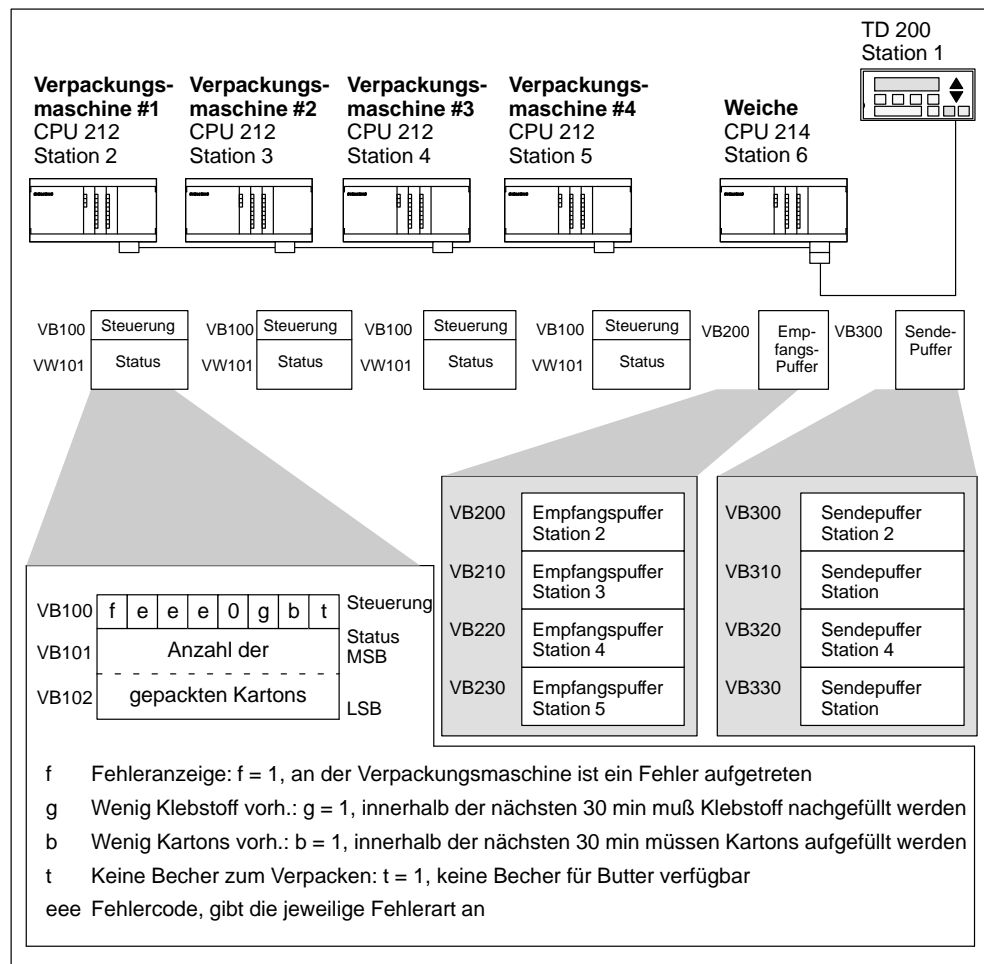 TD 200
Station 1
Verpackungs-
maschine #1
CPU 212
Station 2
Verpackungs-
maschine #2
CPU 212
Station 3
Verpackungs-
maschine #3
CPU 212
Station 4
Verpackungs-
maschine #4
CPU 212
Station 5
Weiche
CPU 214
Station 6
SIEMENS
SIEMENS
SIEMENS
SIEMENS
SIEMENS
VB100 Steuerung
VW101 Status
VB100 Steuerung
VW101 Status
VB100 Steuerung
VW101 Status
VB100 Steuerung
VW101 Status
VB200 Emp-
fangs-
Puffer
VB300 Sende-
Puffer
VB200 Empfangspuffer
Station 2
VB210 Empfangspuffer
Station 3
VB220 Empfangspuffer
Station 4
VB230 Empfangspuffer
Station 5
VB300 Sendepuffer
Station 2
VB310 Sendepuffer
Station
VB320 Sendepuffer
Station 4
VB330 Sendepuffer
Station
VB100 f e e e 0 g b t Steuerung
VB101 Anzahl der Status
MSB
VB102 gepackten Kartons LSB
f Fehleranzeige: f = 1, an der Verpackungsmaschine ist ein Fehler aufgetreten
g Wenig Klebstoff vorh.: g = 1, innerhalb der nächsten 30 min muß Klebstoff nachgefüllt werden
b Wenig Kartons vorh.: b = 1, innerhalb der nächsten 30 min müssen Kartons aufgefüllt werden
t Keine Becher zum Verpacken: t = 1, keine Becher für Butter verfügbar
eee Fehlercode, gibt die jeweilige Fehlerart an